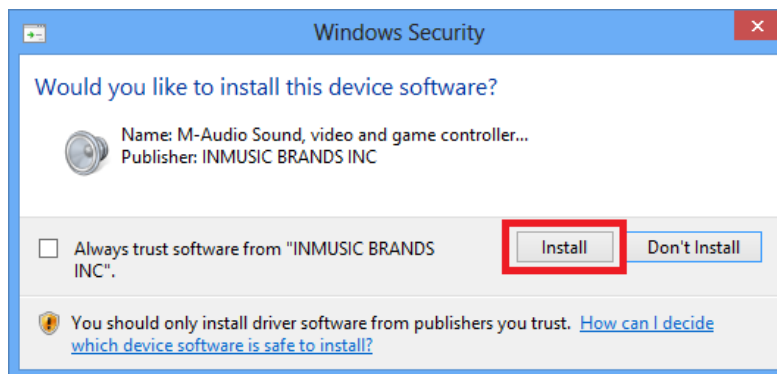 Windows Security
Would you like to install this device software?
Name: M-Audio Sound, video and game controller...
Publisher: INMUSIC BRANDS INC
Always trust software from "INMUSIC BRANDS
INC".
Install
Don't Install
You should only install driver software from publishers you trust. How can I decide
which device software is safe to install?